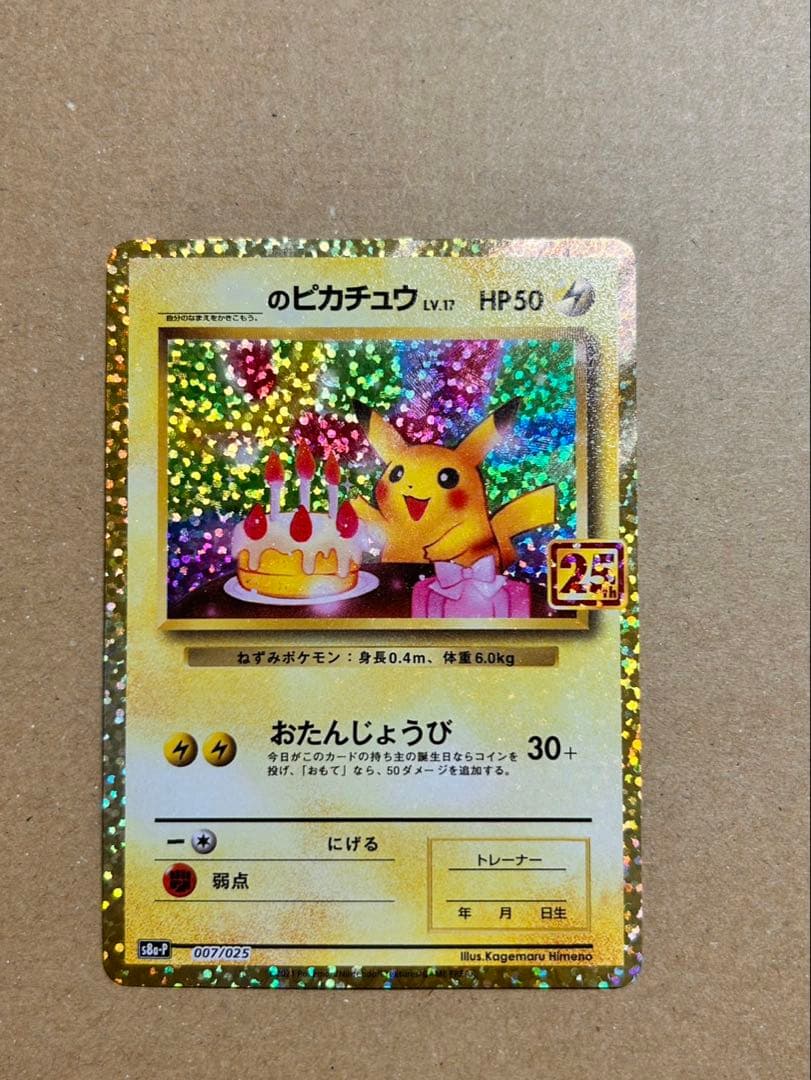 のピカチュウ LV.17 HP50
自分のなまえをかきこもう。
25th
ねずみポケモン：身長0.4m、体重6.0kg
おたんじょうび 30+
今日がこのカードの持ち主の誕生日ならコインを
投げ、「おもて」なら、50ダメージを追加する。
にげる
弱点
トレーナー
年 月 日生
s8a-P 007/025
Illus.Kagemaru Himeno